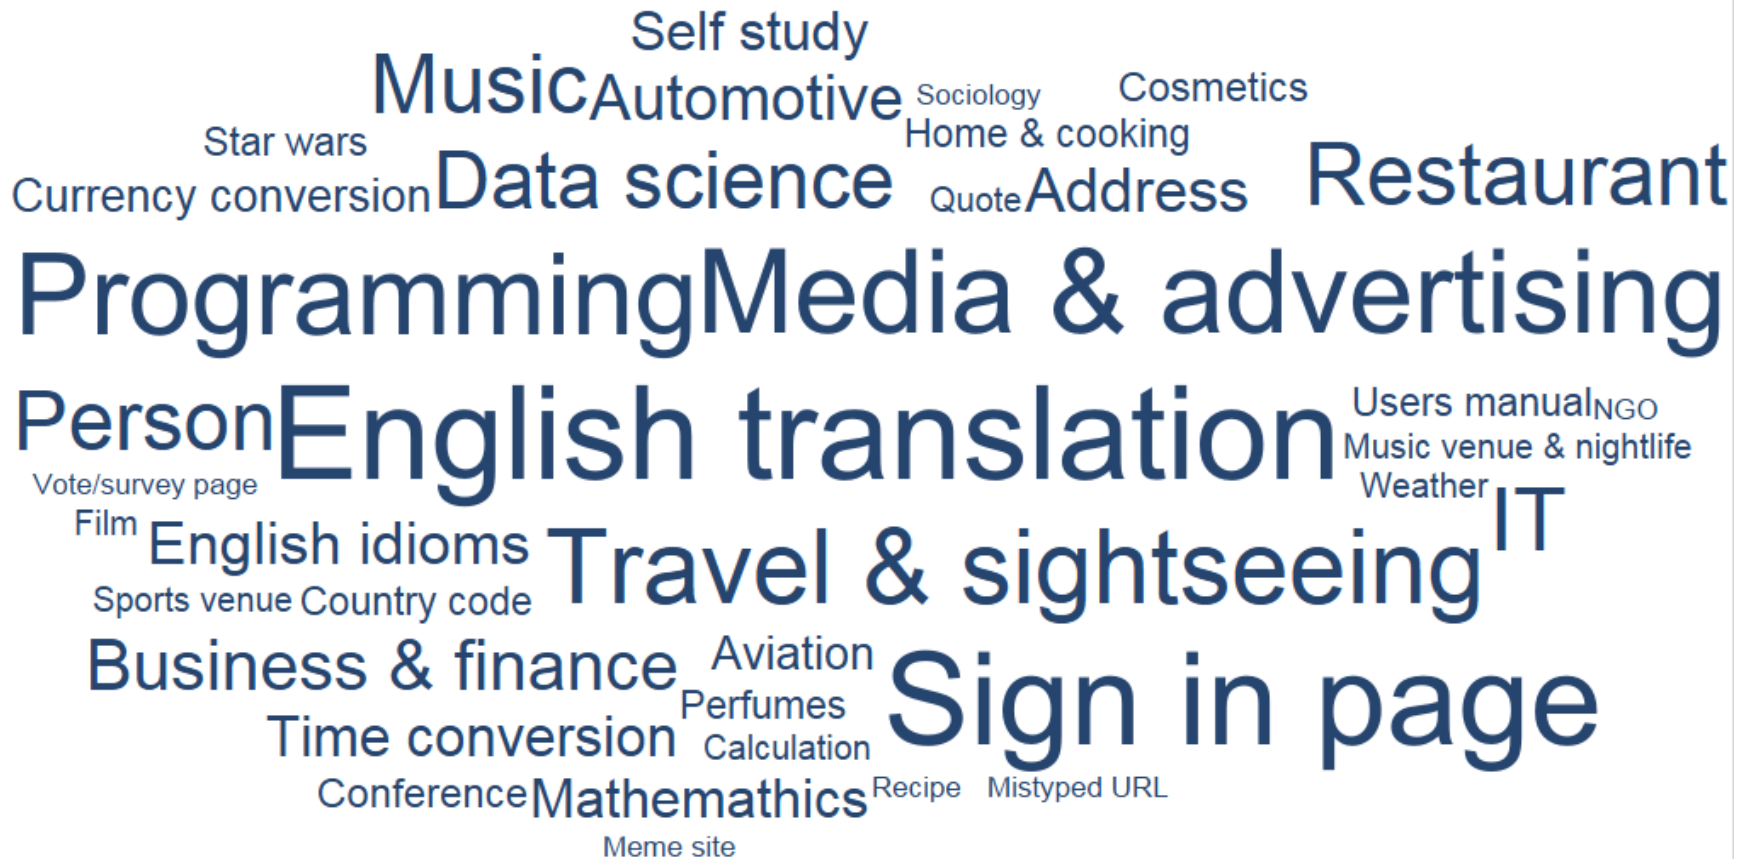 Self study
Music Automotive Sociology Cosmetics
Star wars Home & cooking
Currency conversion Data science Quote Address Restaurant
Programming Media & advertising
Person English translation Users manual NGO
Music venue & nightlife
Vote/survey page Weather
Film English idioms Travel & sightseeing IT
Sports venue Country code
Business & finance Aviation Sign in page
Perfumes
Time conversion Calculation
Conference Mathemathics Recipe Mistyped URL
Meme site